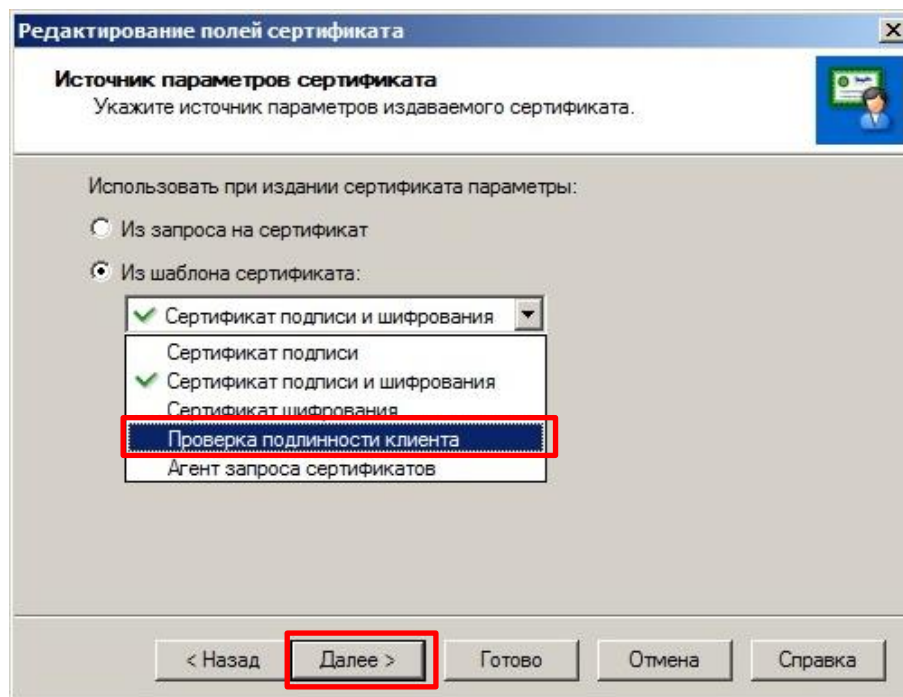 Редактирование полей сертификата
Источник параметров сертификата
Укажите источник параметров издаваемого сертификата.
Использовать при издании сертификата параметры:
Из запроса на сертификат
Из шаблона сертификата:
Сертификат подписи и шифрования
Сертификат подписи
Сертификат подписи и шифрования
Сертификат шифрования
Проверка подлинности клиента
Агент запроса сертификатов
< Назад Далее > Готово Отмена Справка